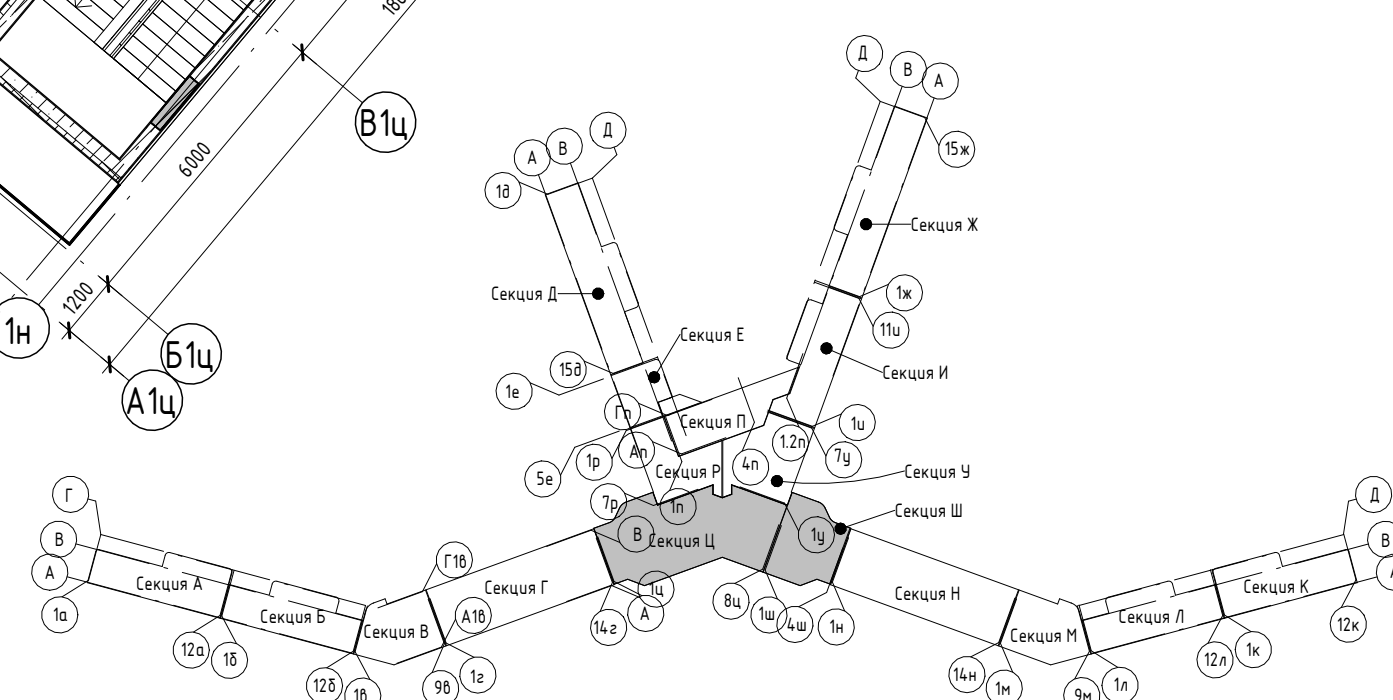 180
6000
1200
В1ц
Б1ц
А1ц
1н
Д
В
А
15ж
Секция Ж
1ж
11и
Секция И
1и
7у
1.2п
4п
Секция У
Секция Ш
1у
А
В
Д
1д
Секция Д
Секция Е
15д
1е
Гп
Секция П
Ап
1р
5е
Секция Р
7р
1п
В
Секция Ц
1ц
А
14г
8ц
1ш
4ш
1н
Г
В
А
1а
Секция А
12а
1б
Секция Б
12б
1в
Секция В
Г1в
А1в
9в
1г
Секция Г
Секция Н
14н
1м
Секция М
9м
1л
Секция Л
12л
1к
Секция К
12к
Д
В
А